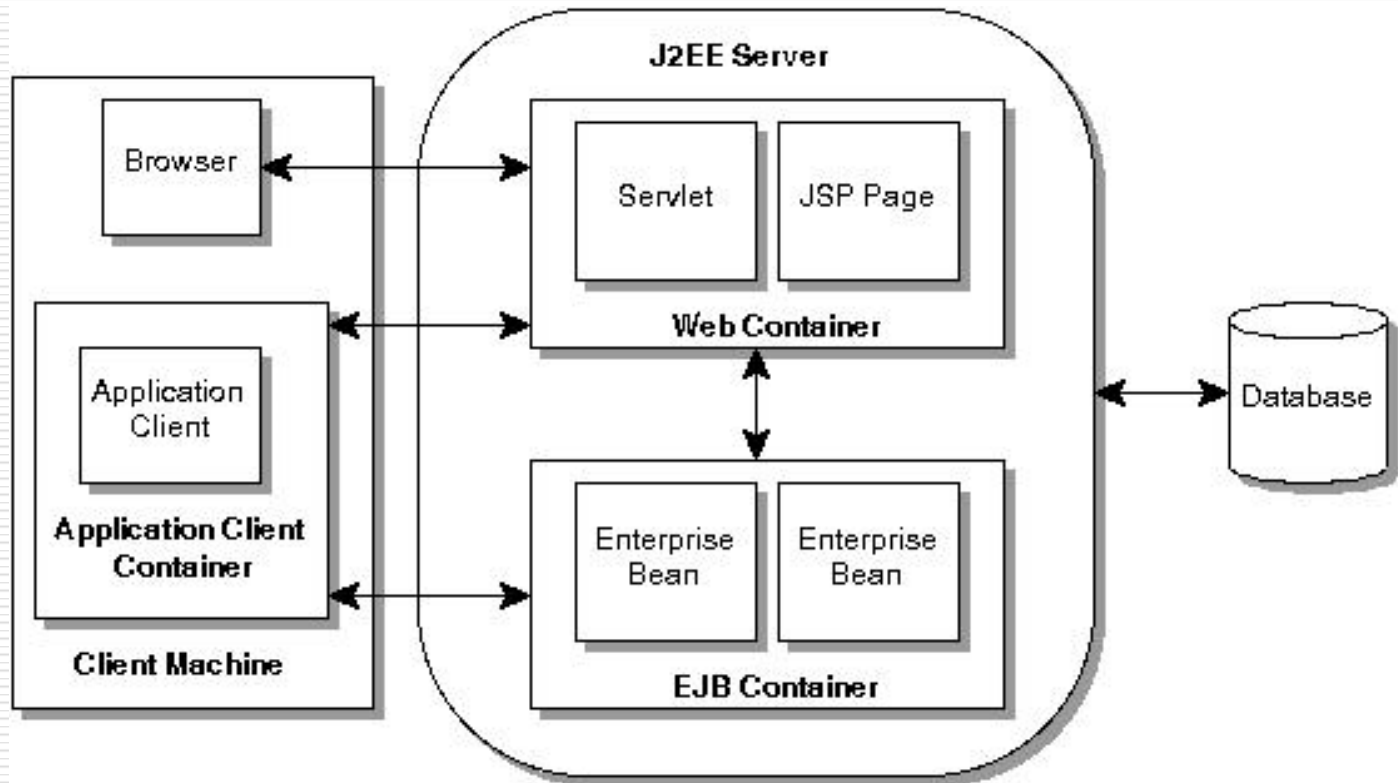 J2EE Server
Browser
Servlet
JSP Page
Web Container
Application
Client
Application Client
Container
Client Machine
Enterprise
Bean
Enterprise
Bean
EJB Container
Database